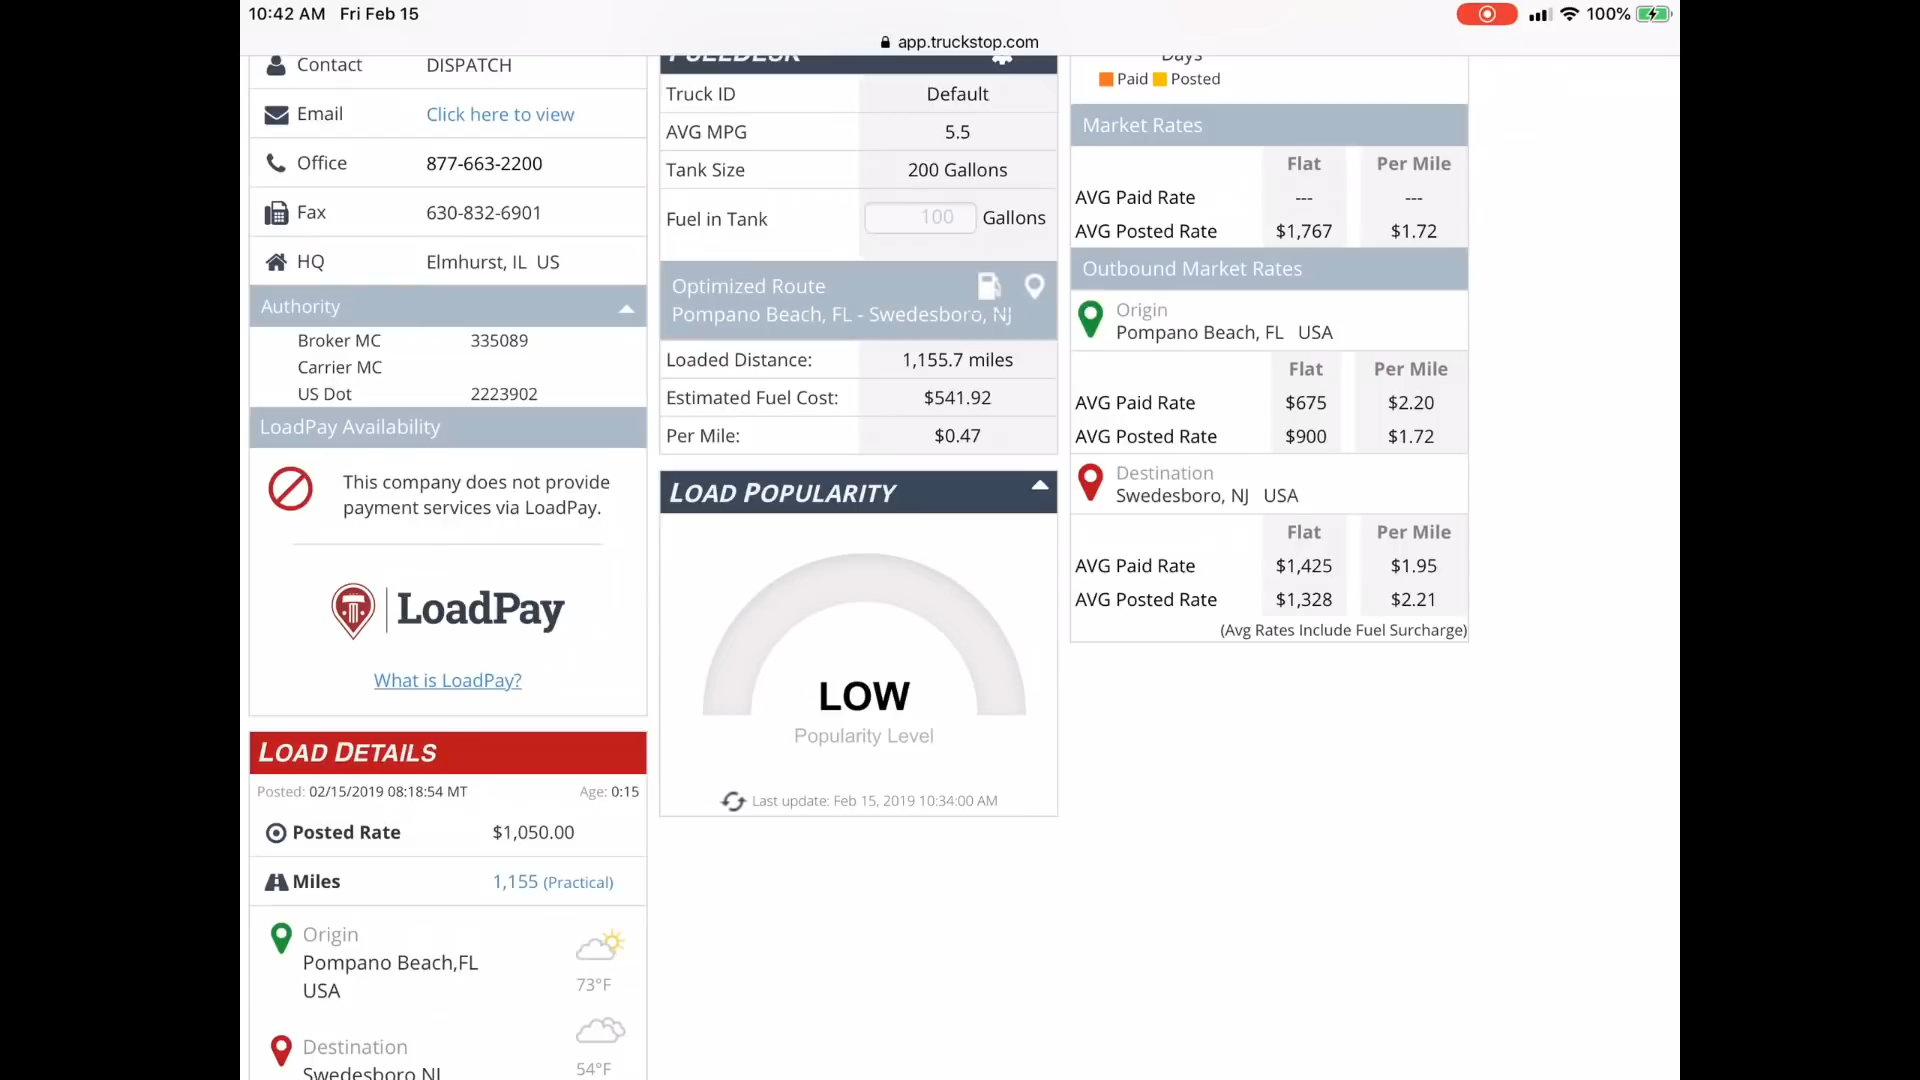 10:42 AM Fri Feb 15
100%
app.truckstop.com
Contact DISPATCH
Email Click here to view
Office 877-663-2200
Fax 630-832-6901
HQ Elmhurst, IL US
Authority
Broker MC 335089
Carrier MC
US Dot 2223902
LoadPay Availability
This company does not provide
payment services via LoadPay.
LoadPay
What is LoadPay?
LOAD DETAILS
Posted: 02/15/2019 08:18:54 MT Age: 0:15
Posted Rate $1,050.00
Miles 1,155 (Practical)
Origin
Pompano Beach,FL
USA
73°F
Destination
Swedesboro NJ
54°F
FUELDESK
Truck ID Default
AVG MPG 5.5
Tank Size 200 Gallons
Fuel in Tank 100 Gallons
Optimized Route
Pompano Beach, FL - Swedesboro, NJ
Loaded Distance: 1,155.7 miles
Estimated Fuel Cost: $541.92
Per Mile: $0.47
LOAD POPULARITY
LOW
Popularity Level
Last update: Feb 15, 2019 10:34:00 AM
Days
Paid Posted
Market Rates
Flat Per Mile
AVG Paid Rate --- ---
AVG Posted Rate $1,767 $1.72
Outbound Market Rates
Origin
Pompano Beach, FL USA
Flat Per Mile
AVG Paid Rate $675 $2.20
AVG Posted Rate $900 $1.72
Destination
Swedesboro, NJ USA
Flat Per Mile
AVG Paid Rate $1,425 $1.95
AVG Posted Rate $1,328 $2.21
(Avg Rates Include Fuel Surcharge)